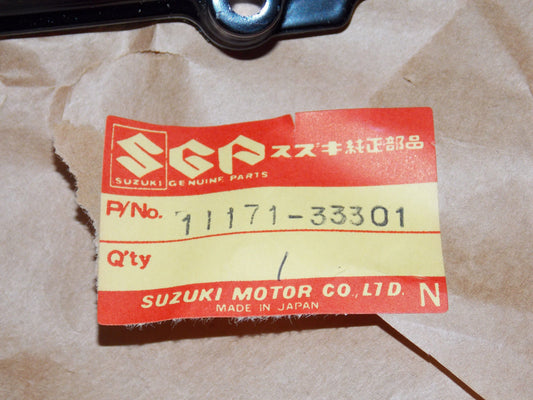 SGP スズキ純正部品
SUZUKI GENUINE PARTS
P/No. 11171-33301
Q'ty 1
SUZUKI MOTOR CO., LTD. N
MADE IN JAPAN